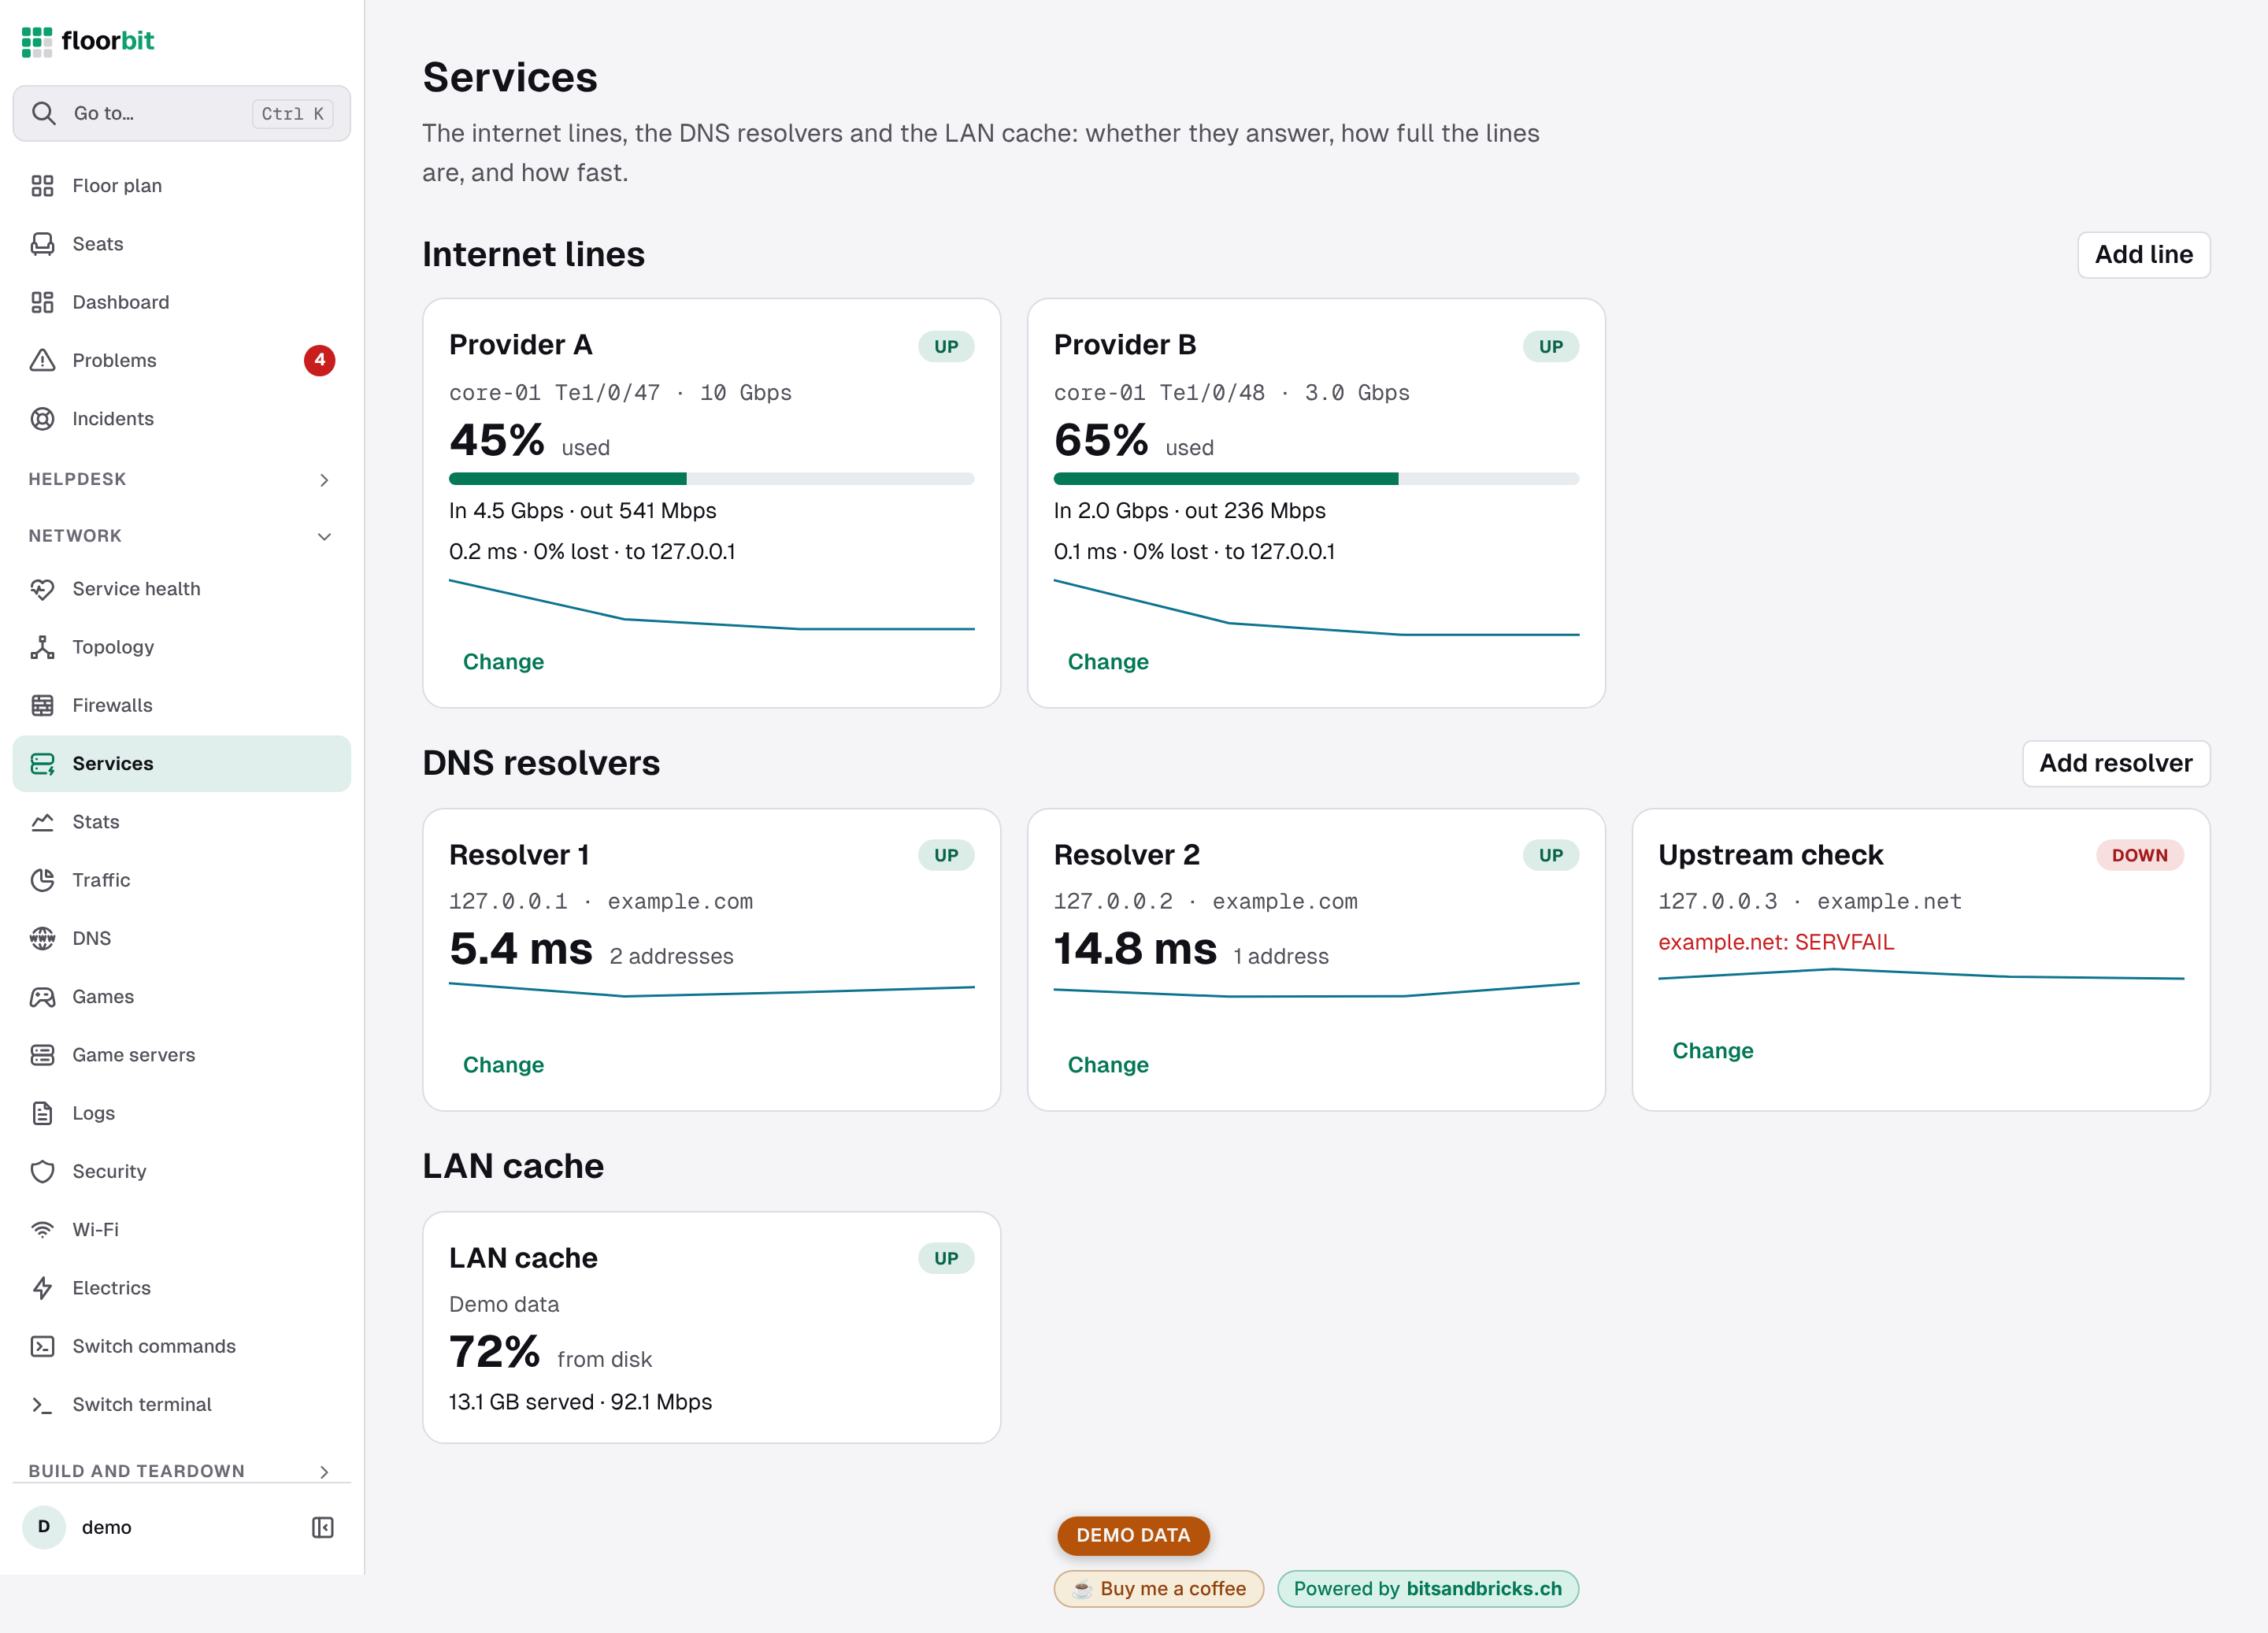 floorbit
Go to...
Ctrl K
Floor plan
Seats
Dashboard
Problems
4
Incidents
HELPDESK
NETWORK
Service health
Topology
Firewalls
Services
Stats
Traffic
DNS
Games
Game servers
Logs
Security
Wi-Fi
Electrics
Switch commands
Switch terminal
BUILD AND TEARDOWN
D
demo
Services
The internet lines, the DNS resolvers and the LAN cache: whether they answer, how full the lines
are, and how fast.
Internet lines
Add line
Provider A
UP
core-01 Te1/0/47 · 10 Gbps
45% used
In 4.5 Gbps · out 541 Mbps
0.2 ms · 0% lost · to 127.0.0.1
Change
Provider B
UP
core-01 Te1/0/48 · 3.0 Gbps
65% used
In 2.0 Gbps · out 236 Mbps
0.1 ms · 0% lost · to 127.0.0.1
Change
DNS resolvers
Add resolver
Resolver 1
UP
127.0.0.1 · example.com
5.4 ms 2 addresses
Change
Resolver 2
UP
127.0.0.2 · example.com
14.8 ms 1 address
Change
Upstream check
DOWN
127.0.0.3 · example.net
example.net: SERVFAIL
Change
LAN cache
LAN cache
UP
Demo data
72% from disk
13.1 GB served · 92.1 Mbps
DEMO DATA
☕ Buy me a coffee
Powered by bitsandbricks.ch